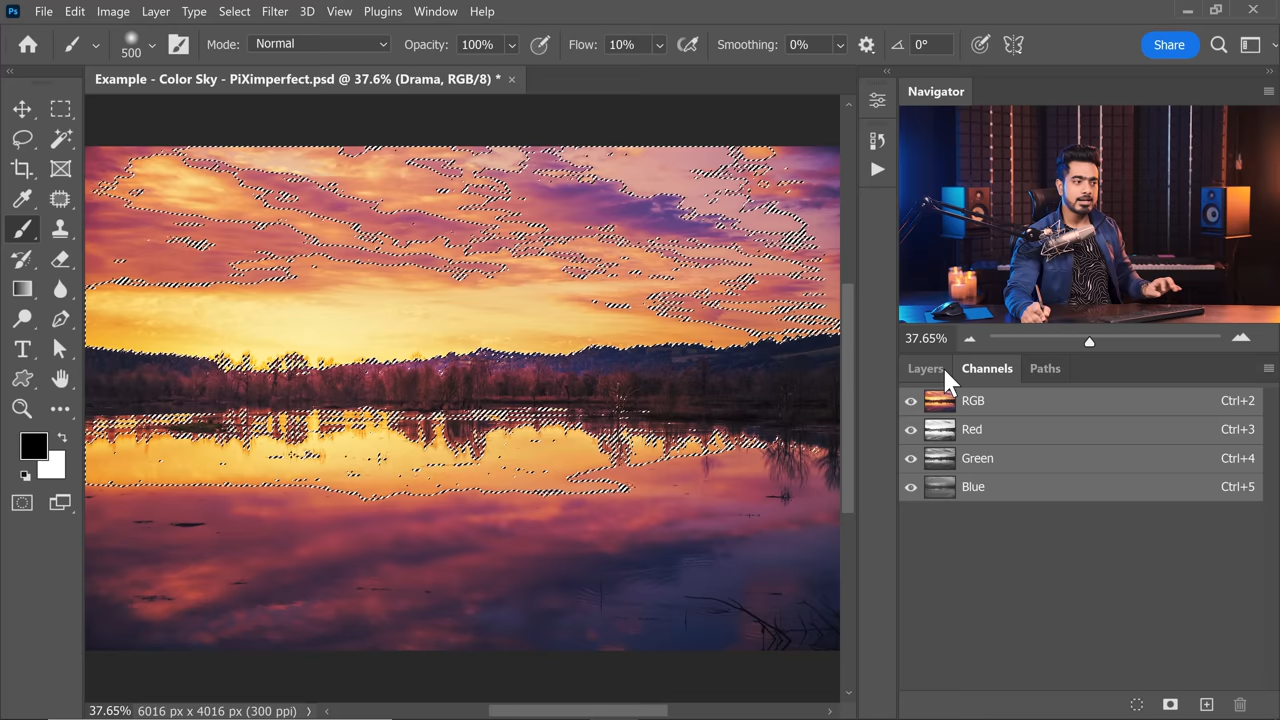 Ps File Edit Image Layer Type Select Filter 3D View Plugins Window Help
500 Mode: Normal Opacity: 100% Flow: 10% Smoothing: 0% 0° Share
Example - Color Sky - PiXimperfect.psd @ 37.6% (Drama, RGB/8) *
Navigator
37.65%
Layers Channels Paths
RGB Ctrl+2
Red Ctrl+3
Green Ctrl+4
Blue Ctrl+5
37.65% 6016 px x 4016 px (300 ppi)